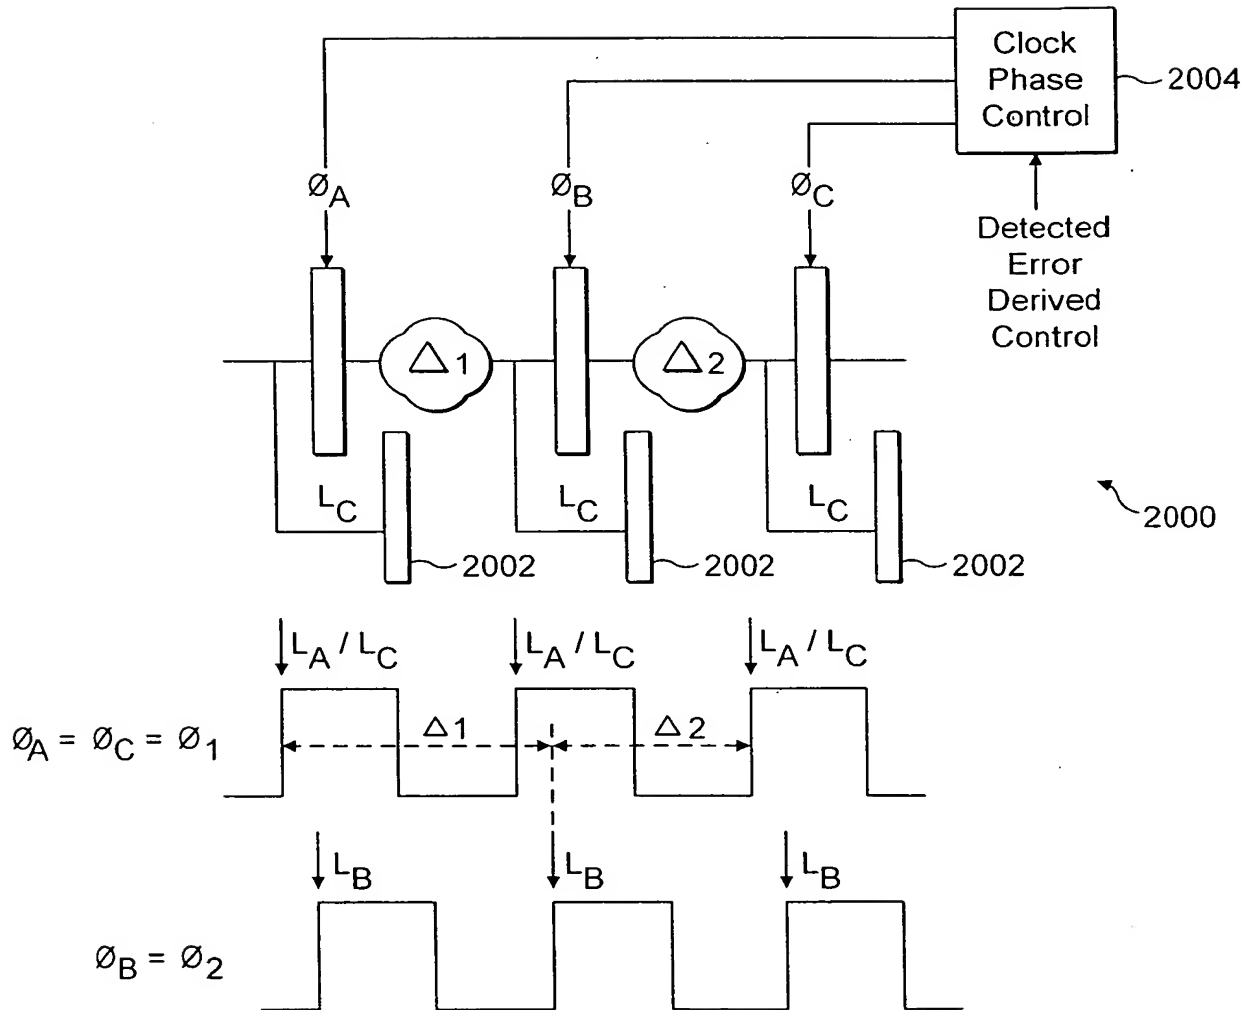 Clock
Phase
Control
2004
ØA
ØB
ØC
Detected
Error
Derived
Control
△1
△2
LC
LC
LC
2000
2002
2002
2002
LA / LC
LA / LC
LA / LC
ØA = ØC = Ø1
△1
△2
LB
LB
LB
ØB = Ø2